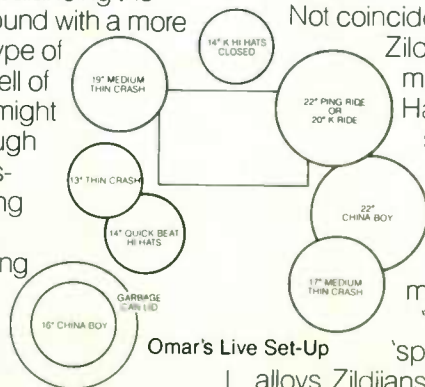 ound with a more
ype of
ell of
might
ugh
s-
ng
ng
Not coincide
Zild
m
Ha
s
m
'sp
alloys Zildjians
14" K HI HATS
CLOSED
19" MEDIUM
THIN CRASH
22" PING RIDE
OR
20" K RIDE
13" THIN CRASH
14" QUICK BEAT
HI HATS
22"
CHINA BOY
17" MEDIUM
THIN CRASH
GARBAGE
CAN LID
16" CHINA BOY
Omar's Live Set-Up